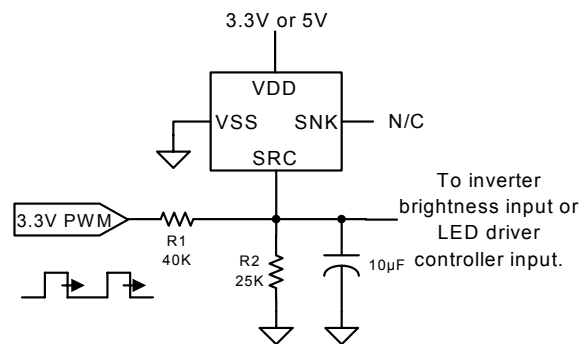 3.3V or 5V
VDD
VSS
SNK
N/C
SRC
To inverter
brightness input or
LED driver
controller input.
3.3V PWM
R1
40K
R2
25K
10µF